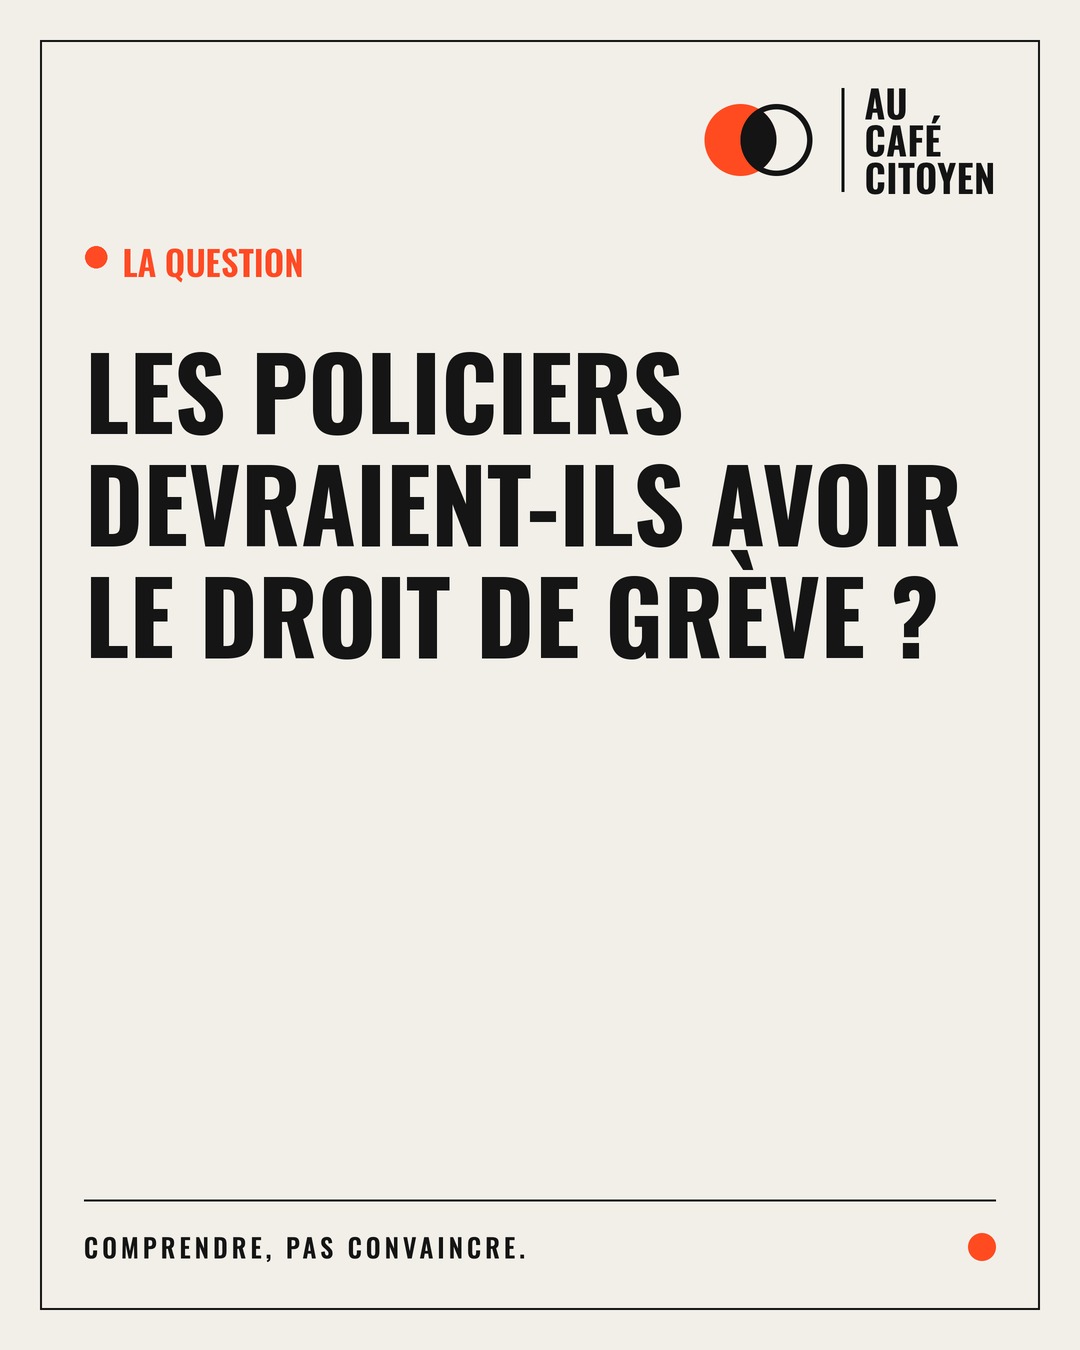 AU
CAFÉ
CITOYEN
LA QUESTION
LES POLICIERS
DEVRAIENT-ILS AVOIR
LE DROIT DE GRÈVE ?
COMPRENDRE, PAS CONVAINCRE.